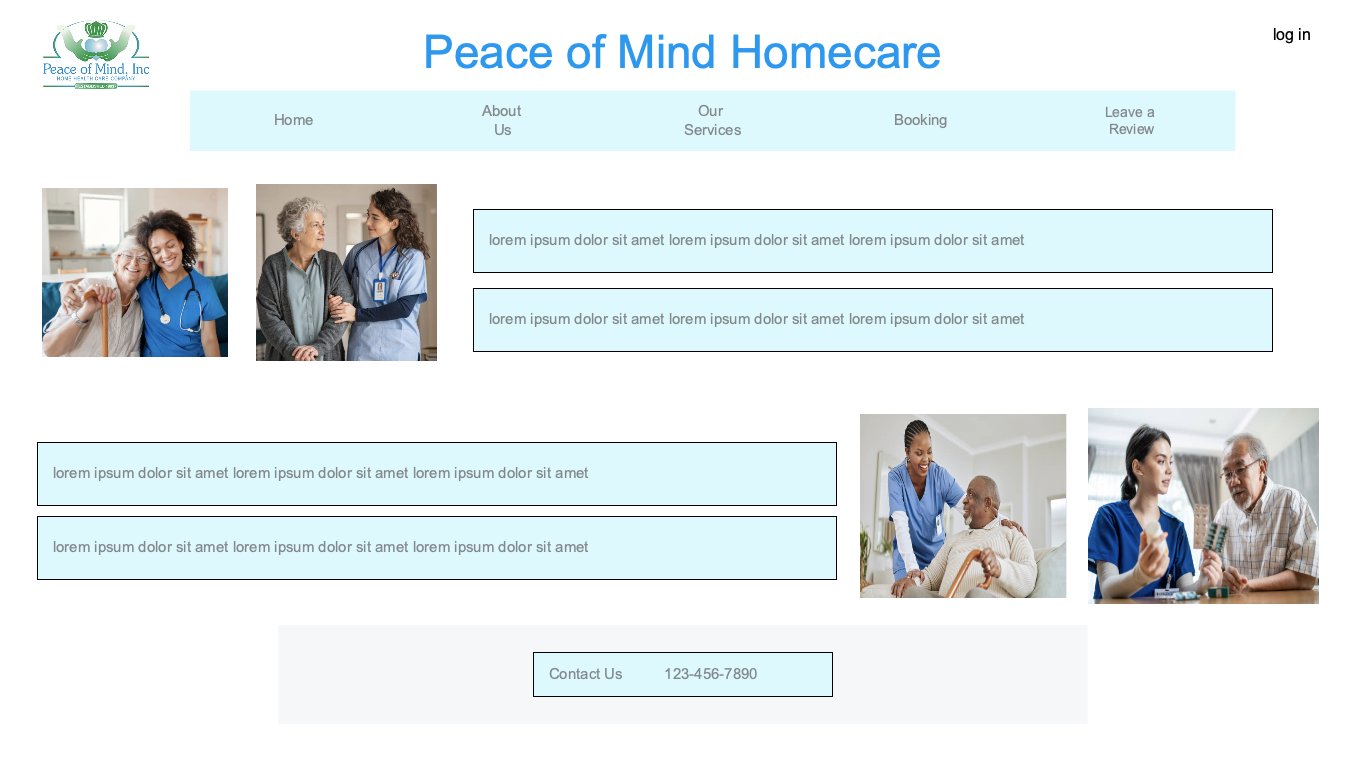 Peace of Mind, Inc
HOME HEALTH CARE COMPANY
ESTABLISHED 1981
Peace of Mind Homecare
log in
Home
About
Us
Our
Services
Booking
Leave a
Review
lorem ipsum dolor sit amet lorem ipsum dolor sit amet lorem ipsum dolor sit amet
lorem ipsum dolor sit amet lorem ipsum dolor sit amet lorem ipsum dolor sit amet
lorem ipsum dolor sit amet lorem ipsum dolor sit amet lorem ipsum dolor sit amet
lorem ipsum dolor sit amet lorem ipsum dolor sit amet lorem ipsum dolor sit amet
Contact Us 123-456-7890